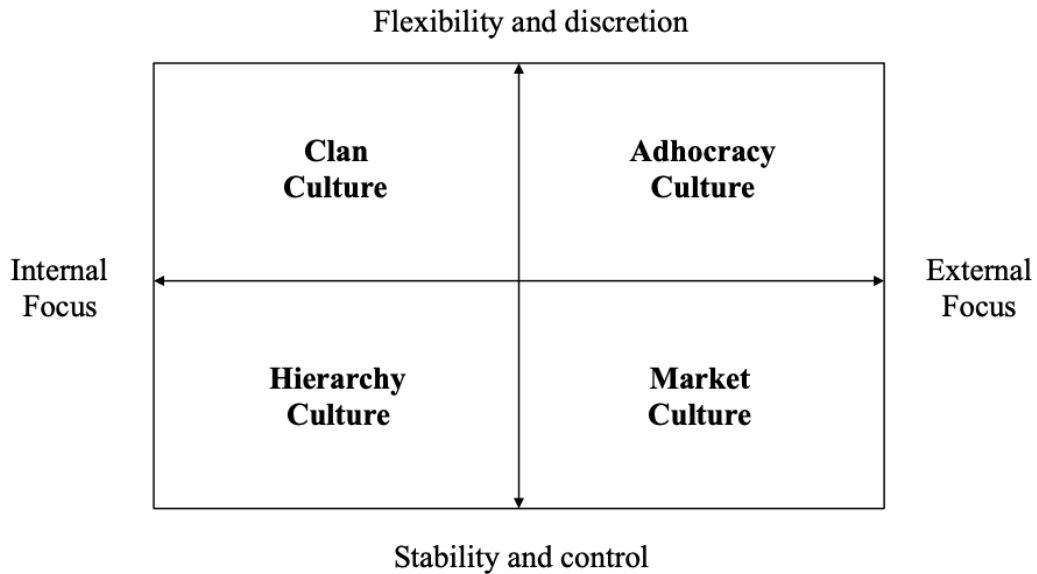 Flexibility and discretion
Clan
Culture
Adhocracy
Culture
Internal
Focus
External
Focus
Hierarchy
Culture
Market
Culture
Stability and control